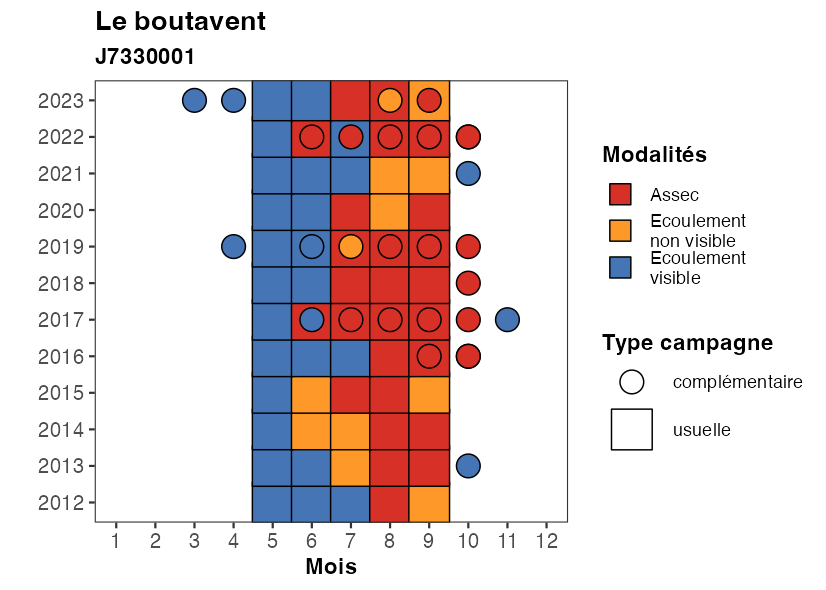 Le boutavent
J7330001
2023
2022
2021
2020
2019
2018
2017
2016
2015
2014
2013
2012
1 2 3 4 5 6 7 8 9 10 11 12
Mois
Modalités
Assec
Ecoulement
non visible
Ecoulement
visible
Type campagne
complémentaire
usuelle